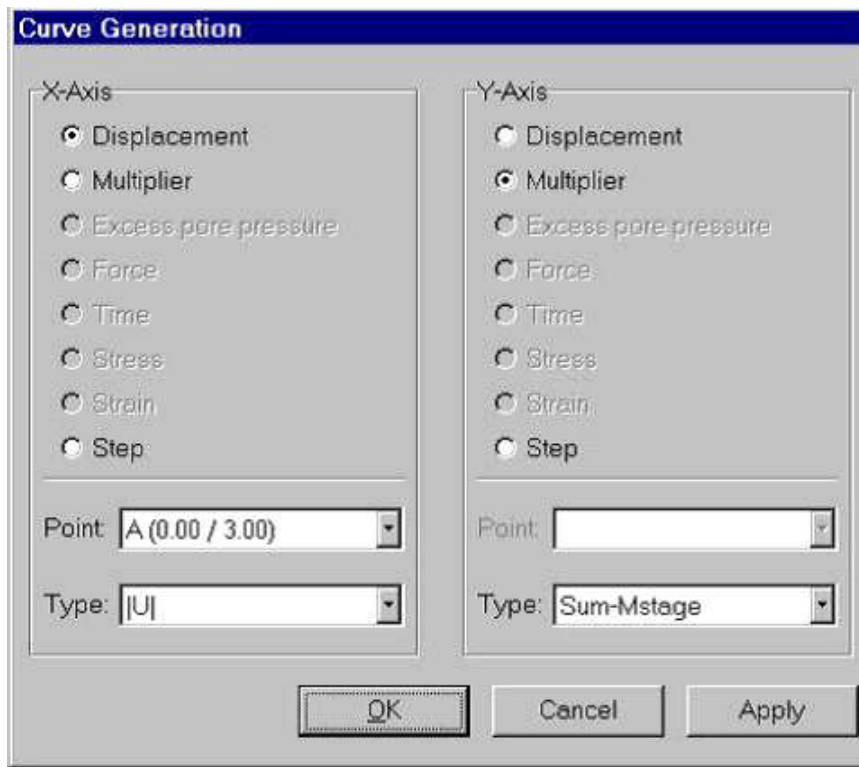 Curve Generation
X-Axis
Displacement
Multiplier
Excess pore pressure
Force
Time
Stress
Strain
Step
Point: A (0.00 / 3.00)
Type: |U|
Y-Axis
Displacement
Multiplier
Excess pore pressure
Force
Time
Stress
Strain
Step
Point:
Type: Sum-Mstage
OK
Cancel
Apply